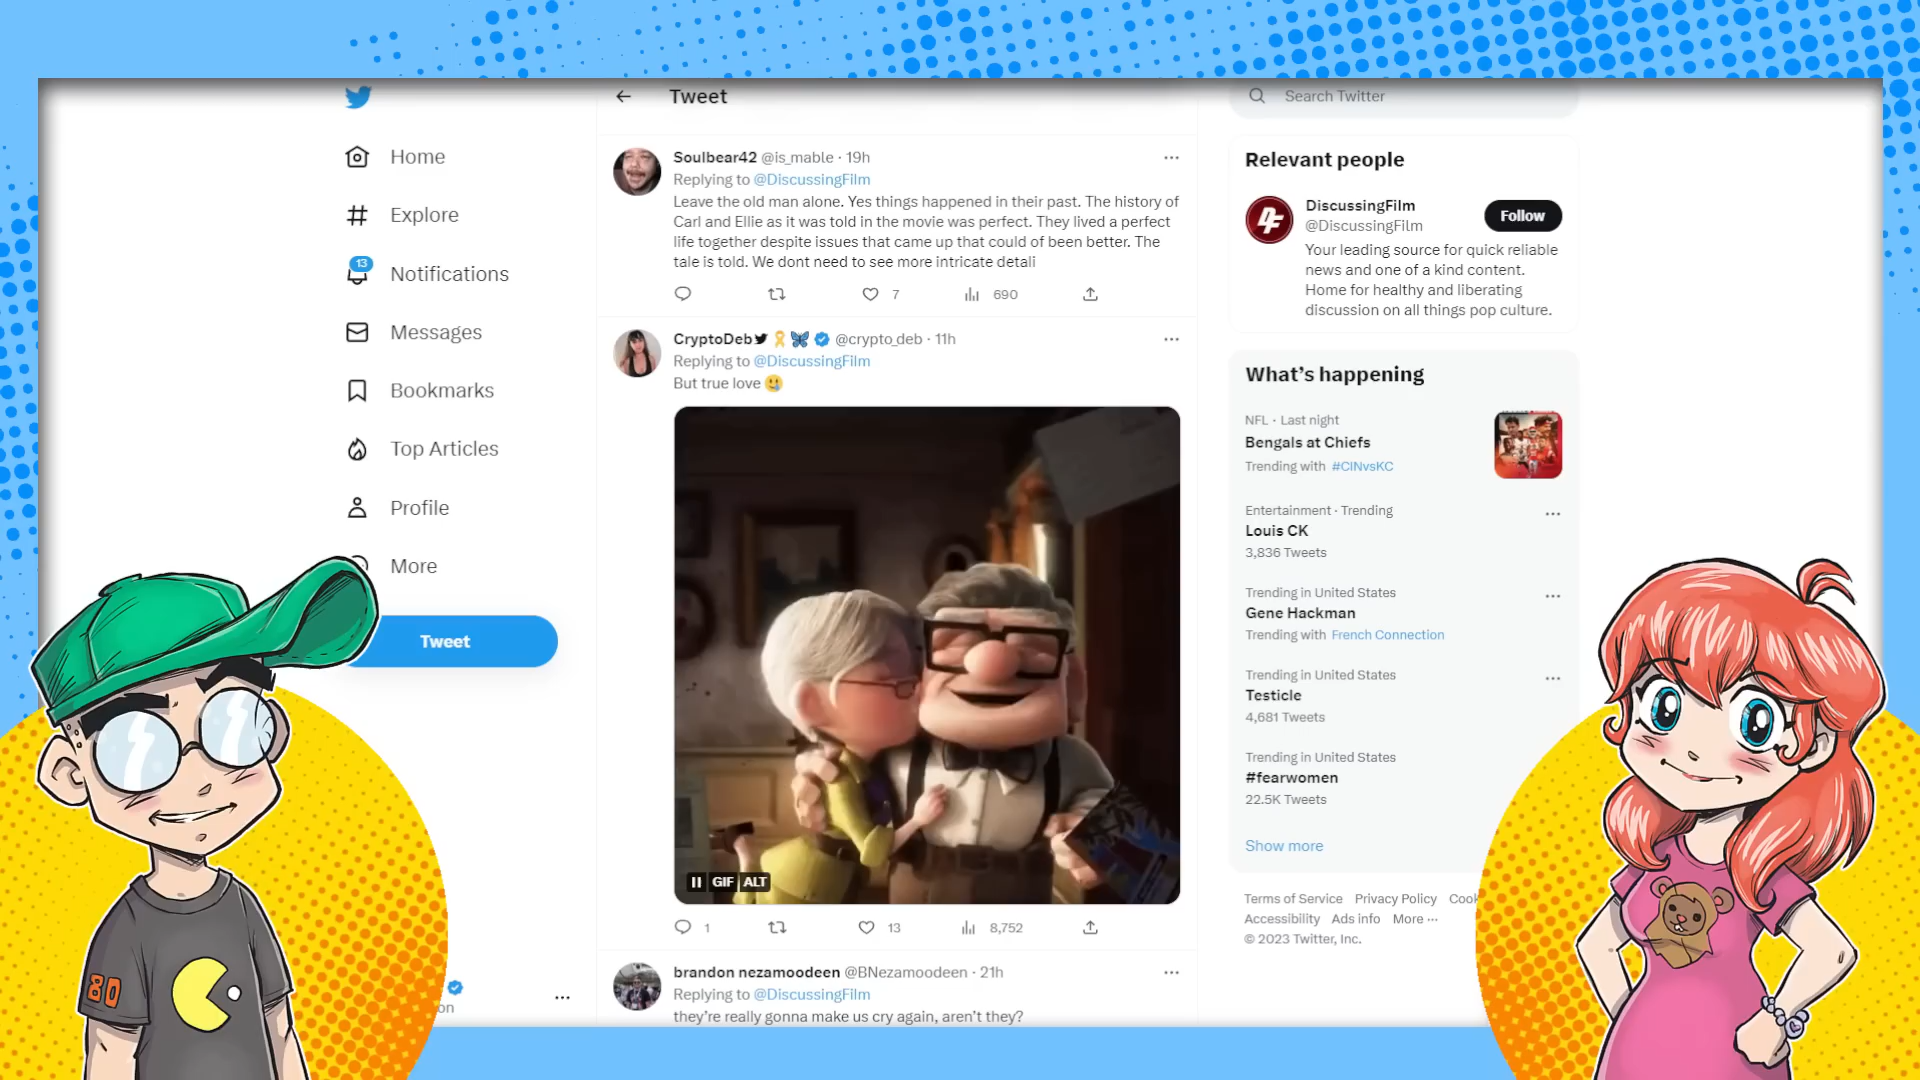 Home
Explore
13
Notifications
Messages
Bookmarks
Top Articles
Profile
More
Tweet
on
Tweet
Soulbear42 @is_mable · 19h
Replying to @DiscussingFilm
Leave the old man alone. Yes things happened in their past. The history of
Carl and Ellie as it was told in the movie was perfect. They lived a perfect
life together despite issues that came up that could of been better. The
tale is told. We dont need to see more intricate detali
7
690
CryptoDeb @crypto_deb · 11h
Replying to @DiscussingFilm
But true love
GIF ALT
1
13
8,752
brandon nezamoodeen @BNezamoodeen · 21h
Replying to @DiscussingFilm
they're really gonna make us cry again, aren't they?
Search Twitter
Relevant people
DiscussingFilm
@DiscussingFilm
Follow
Your leading source for quick reliable
news and one of a kind content.
Home for healthy and liberating
discussion on all things pop culture.
What's happening
NFL · Last night
Bengals at Chiefs
Trending with #CINvsKC
Entertainment · Trending
Louis CK
3,836 Tweets
Trending in United States
Gene Hackman
Trending with French Connection
Trending in United States
Testicle
4,681 Tweets
Trending in United States
#fearwomen
22.5K Tweets
Show more
Terms of Service Privacy Policy Cook
Accessibility Ads info More ...
© 2023 Twitter, Inc.
80